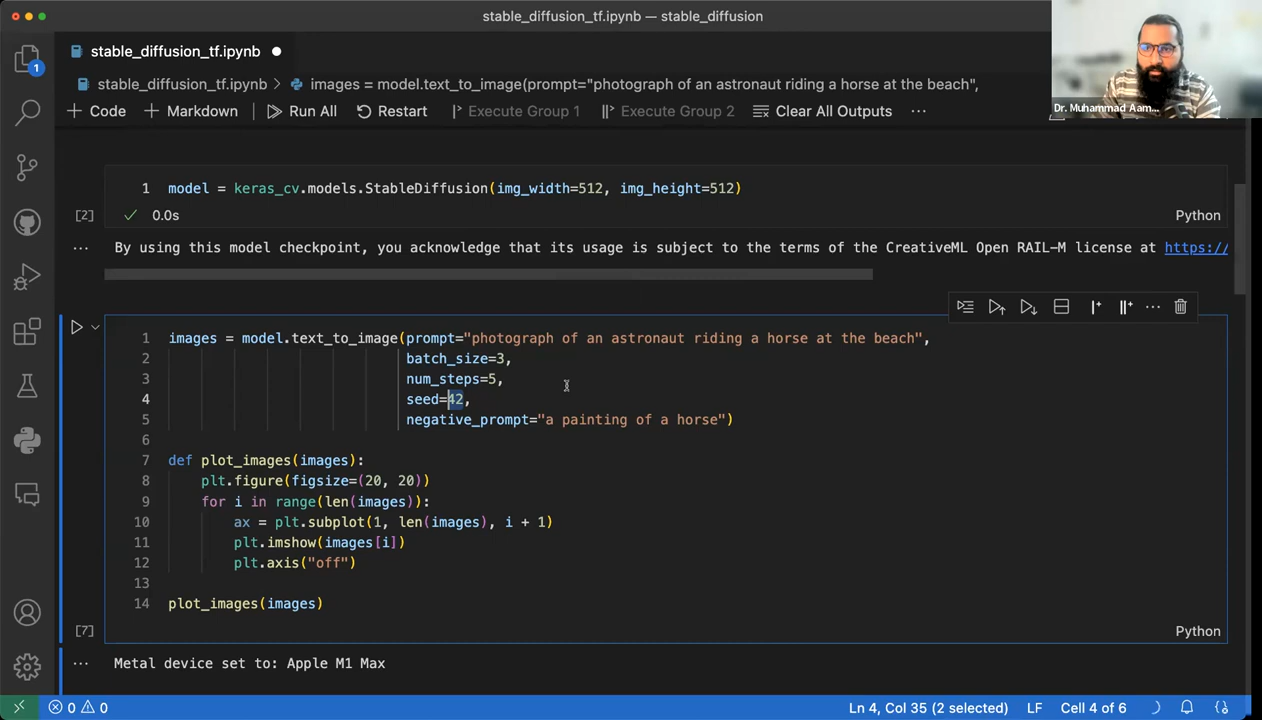 stable_diffusion_tf.ipynb — stable_diffusion
stable_diffusion_tf.ipynb
1
stable_diffusion_tf.ipynb > images = model.text_to_image(prompt="photograph of an astronaut riding a horse at the beach",
Dr. Muhammad Aam...
+ Code + Markdown Run All Restart Execute Group 1 Execute Group 2 Clear All Outputs ...
1 model = keras_cv.models.StableDiffusion(img_width=512, img_height=512)
[2] 0.0s Python
... By using this model checkpoint, you acknowledge that its usage is subject to the terms of the CreativeML Open RAIL-M license at https://
1 images = model.text_to_image(prompt="photograph of an astronaut riding a horse at the beach",
2 batch_size=3,
3 num_steps=5,
4 seed=42,
5 negative_prompt="a painting of a horse")
6
7 def plot_images(images):
8 plt.figure(figsize=(20, 20))
9 for i in range(len(images)):
10 ax = plt.subplot(1, len(images), i + 1)
11 plt.imshow(images[i])
12 plt.axis("off")
13
14 plot_images(images)
[7] Python
... Metal device set to: Apple M1 Max
0 0 Ln 4, Col 35 (2 selected) LF Cell 4 of 6